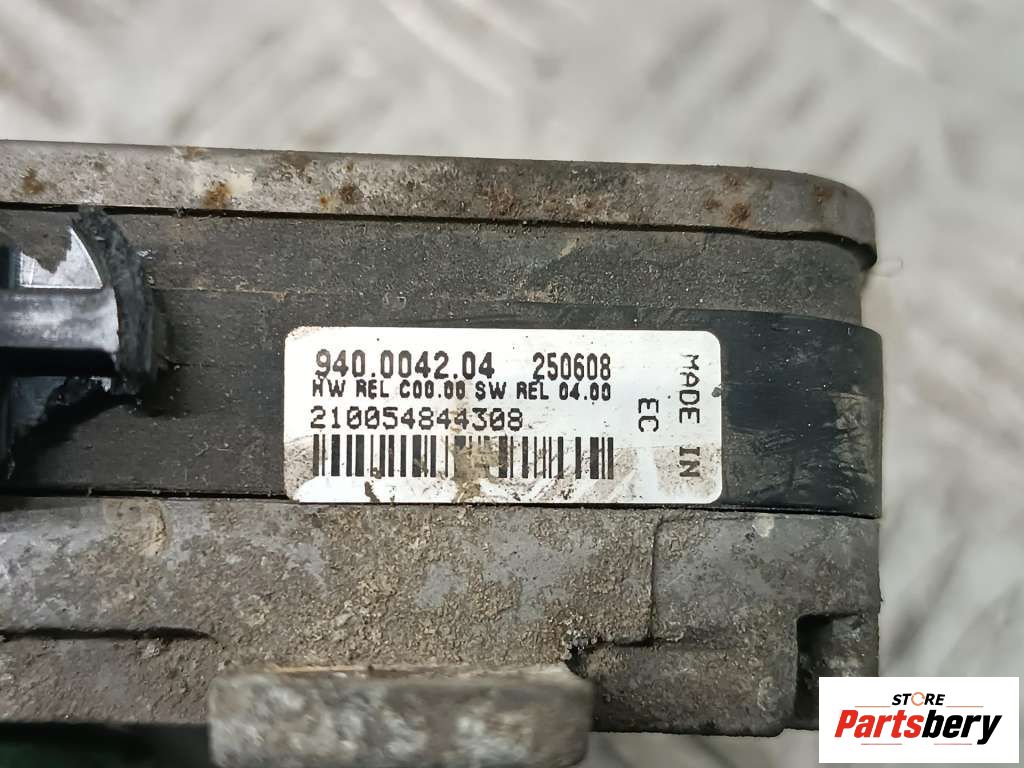 940.0042.04 250608
HW REL C00.00 SW REL 04.00
210054844308
MADE IN
EC
STORE
Partsbery